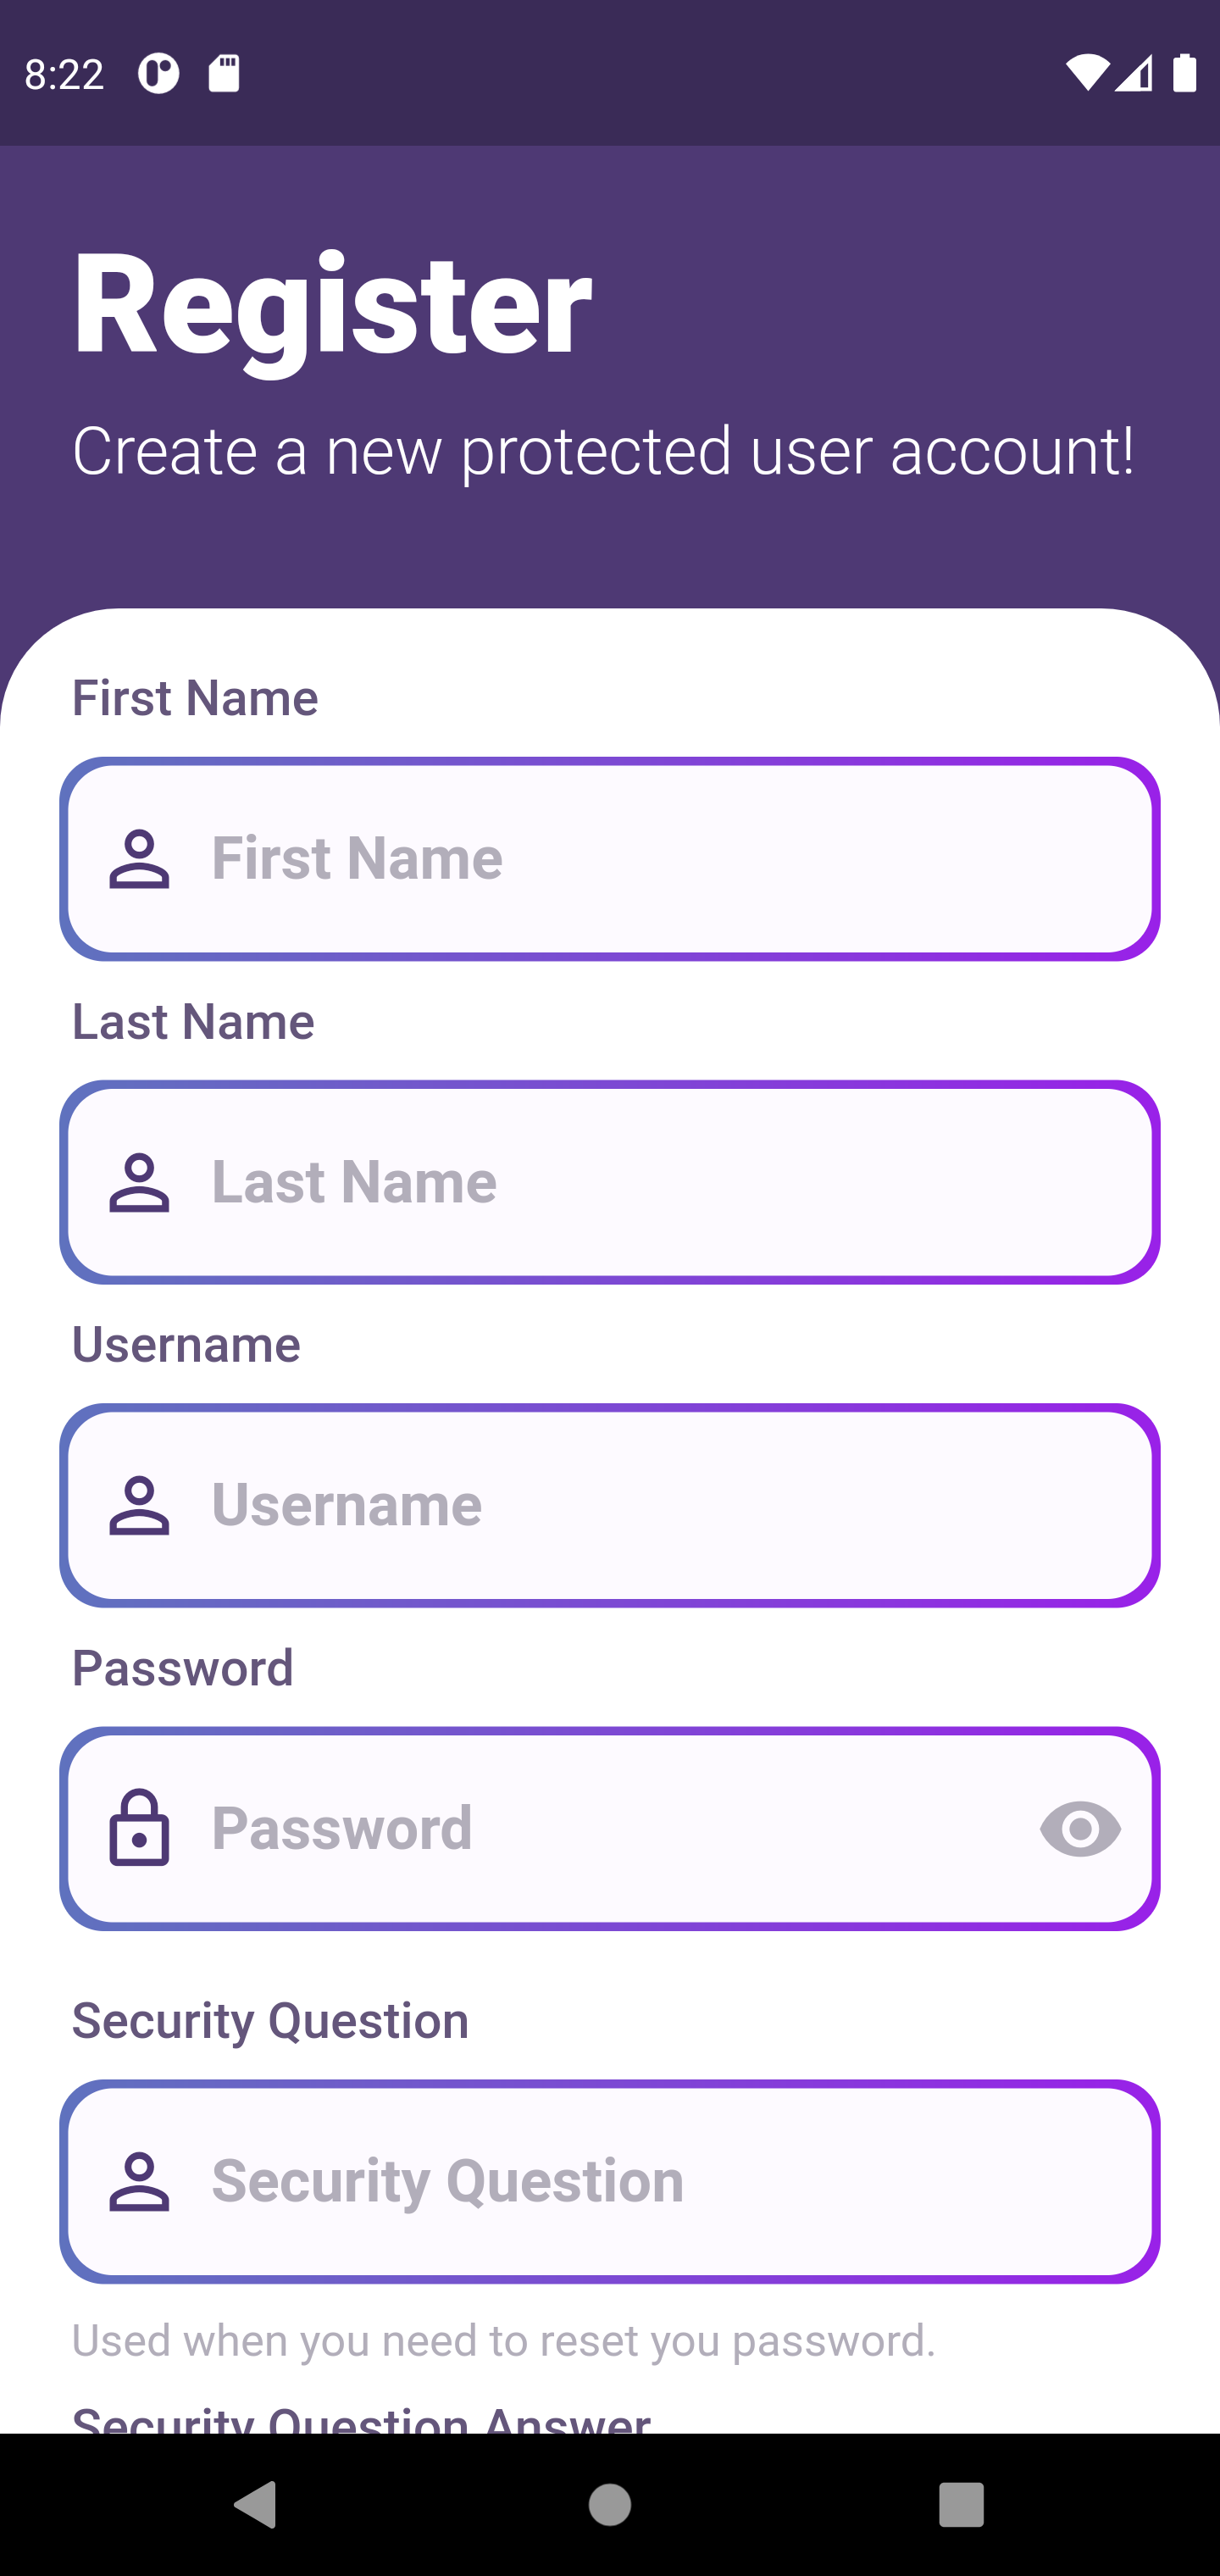 8:22
Register
Create a new protected user account!
First Name
First Name
Last Name
Last Name
Username
Username
Password
Password
Security Question
Security Question
Used when you need to reset you password.
Security Question Answer